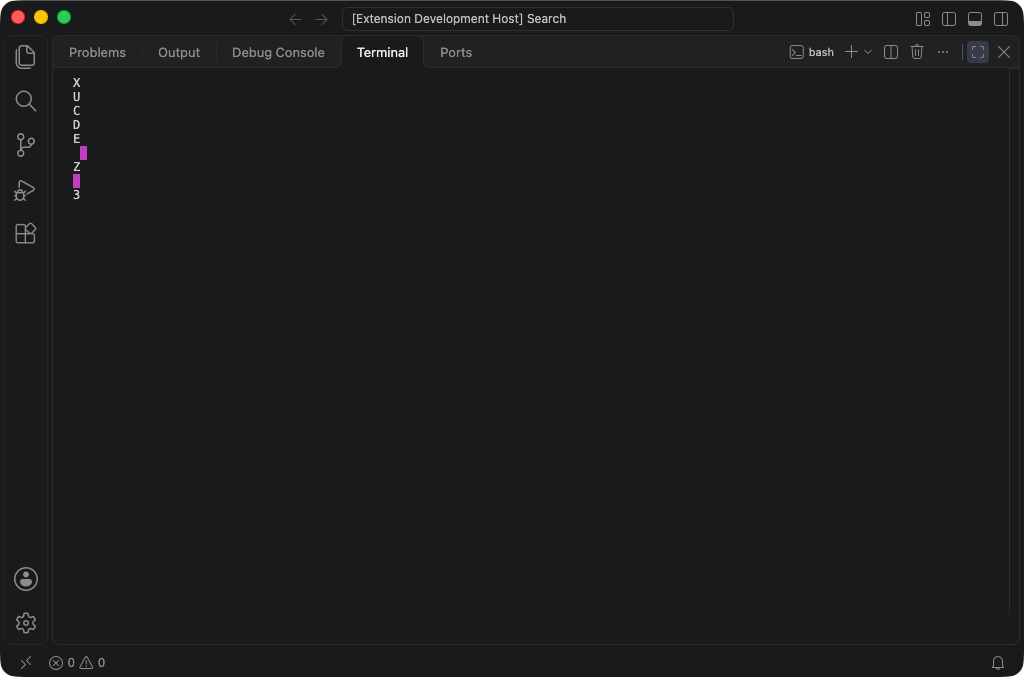 [Extension Development Host] Search
Problems
Output
Debug Console
Terminal
Ports
bash
X
U
C
D
E
Z
3
0
0